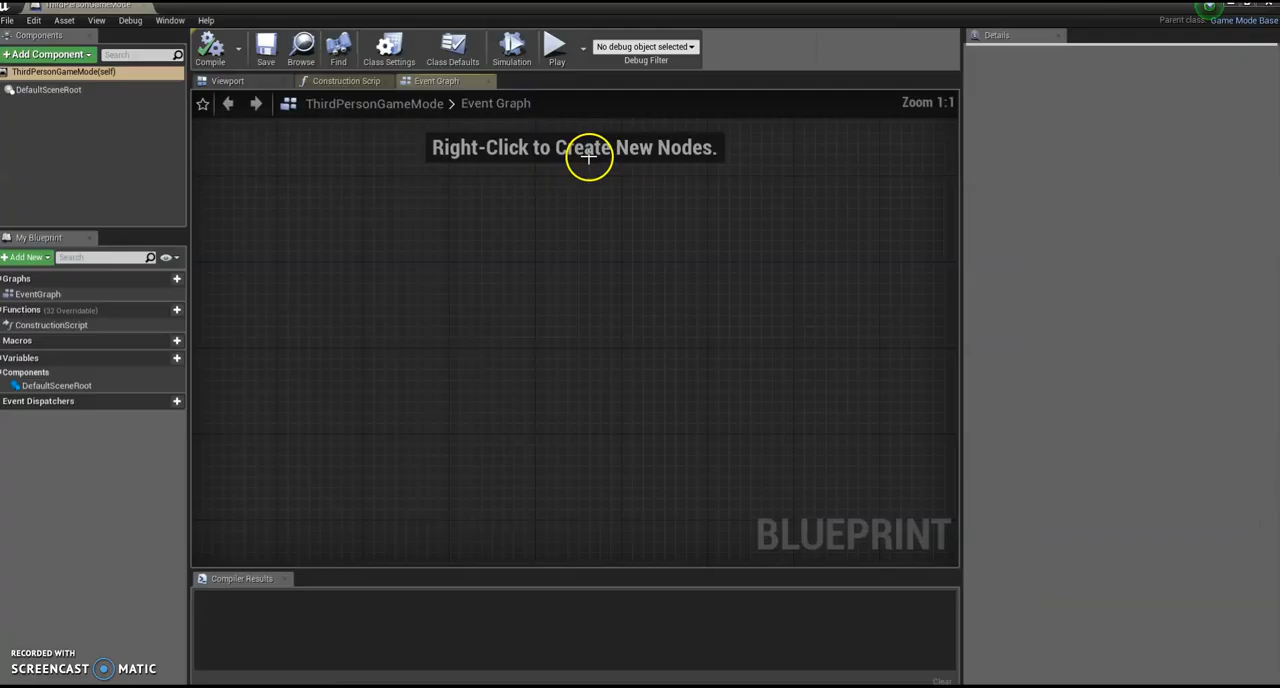 ThirdPersonGameMode
File Edit Asset View Debug Window Help
Parent class: Game Mode Base
Components
+Add Component Search
ThirdPersonGameMode(self)
DefaultSceneRoot
Compile Save Browse Find Class Settings Class Defaults Simulation Play
No debug object selected
Debug Filter
Viewport Construction Scrip Event Graph
Details
ThirdPersonGameMode > Event Graph
Zoom 1:1
Right-Click to Create New Nodes.
My Blueprint
+Add New Search
Graphs
EventGraph
Functions (32 Overridable)
ConstructionScript
Macros
Variables
Components
DefaultSceneRoot
Event Dispatchers
BLUEPRINT
Compiler Results
Clear
RECORDED WITH
SCREENCAST MATIC